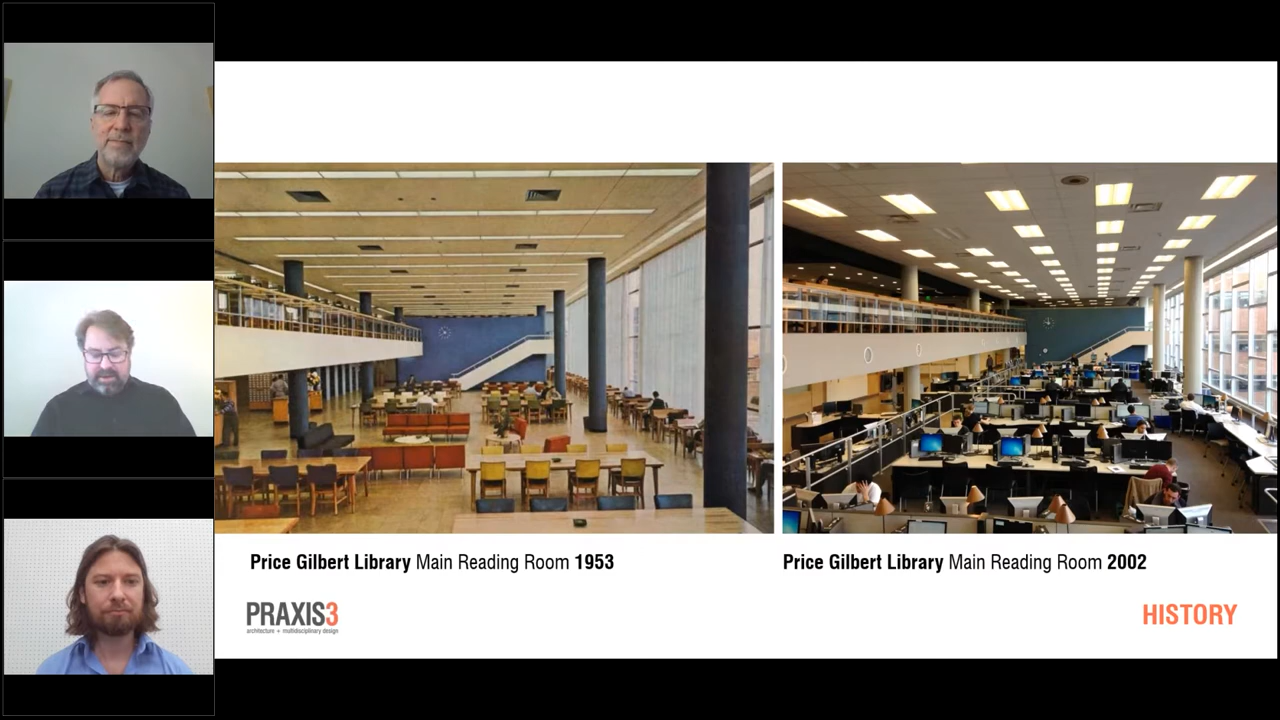 Price Gilbert Library Main Reading Room 1953
Price Gilbert Library Main Reading Room 2002
PRAXIS3
architecture + multidisciplinary design
HISTORY